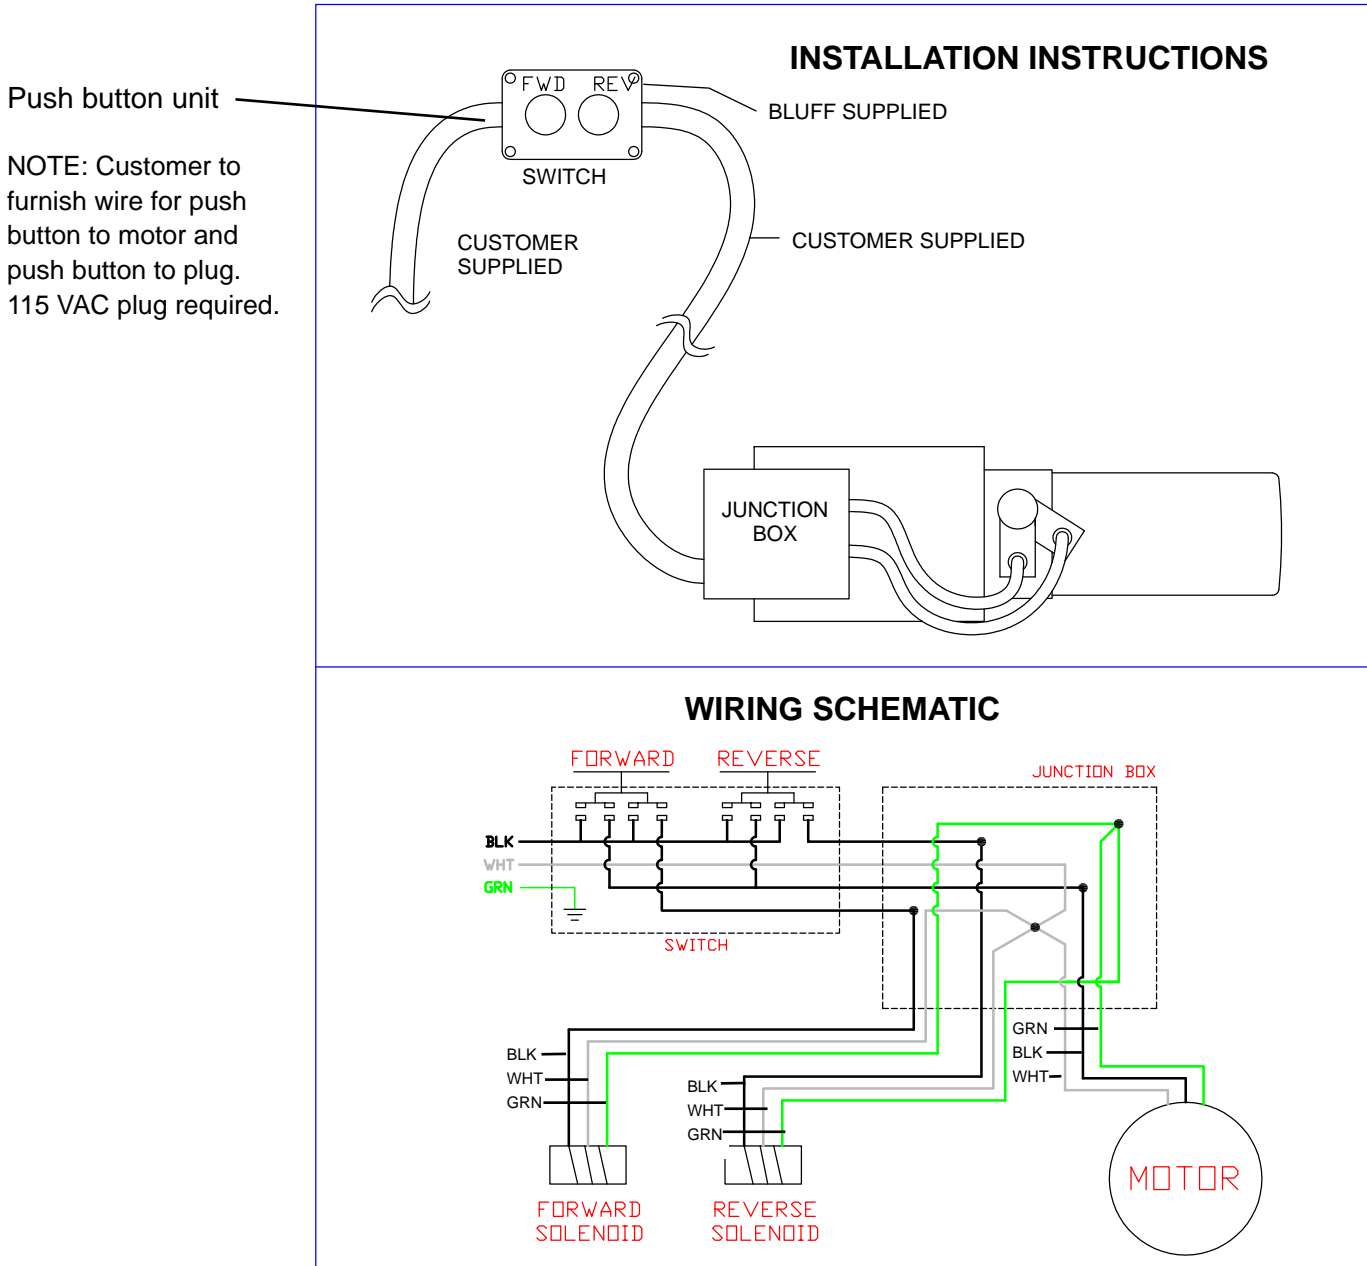 INSTALLATION INSTRUCTIONS
Push button unit
NOTE: Customer to
furnish wire for push
button to motor and
push button to plug.
115 VAC plug required.
FWD REV
BLUFF SUPPLIED
SWITCH
CUSTOMER
SUPPLIED
CUSTOMER SUPPLIED
JUNCTION
BOX
WIRING SCHEMATIC
FORWARD
REVERSE
JUNCTION BOX
BLK
WHT
GRN
SWITCH
BLK
WHT
GRN
BLK
WHT
GRN
GRN
BLK
WHT
MOTOR
FORWARD
SOLENOID
REVERSE
SOLENOID